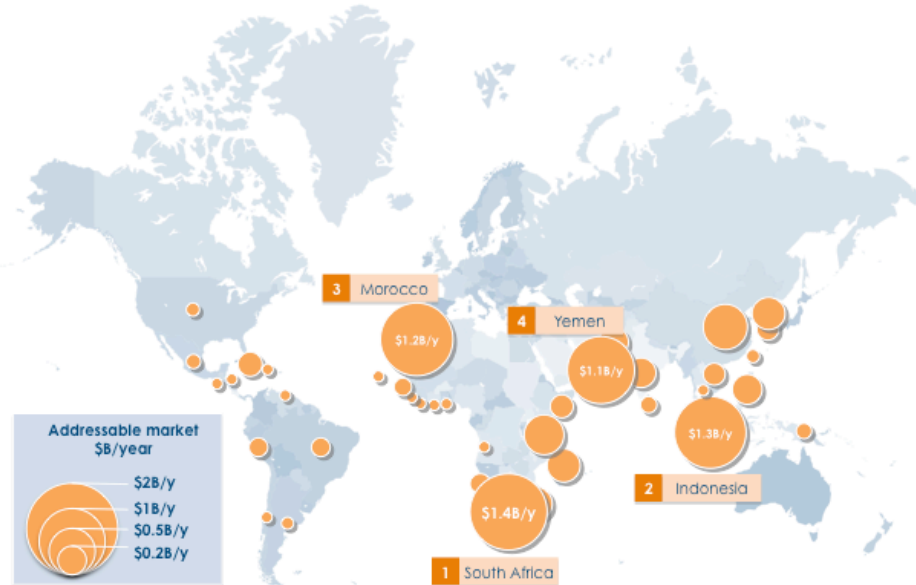 3 Morocco
$1.2B/y
4 Yemen
$1.1B/y
$1.3B/y
2 Indonesia
$1.4B/y
1 South Africa
Addressable market
$B/year
$2B/y
$1B/y
$0.5B/y
$0.2B/y